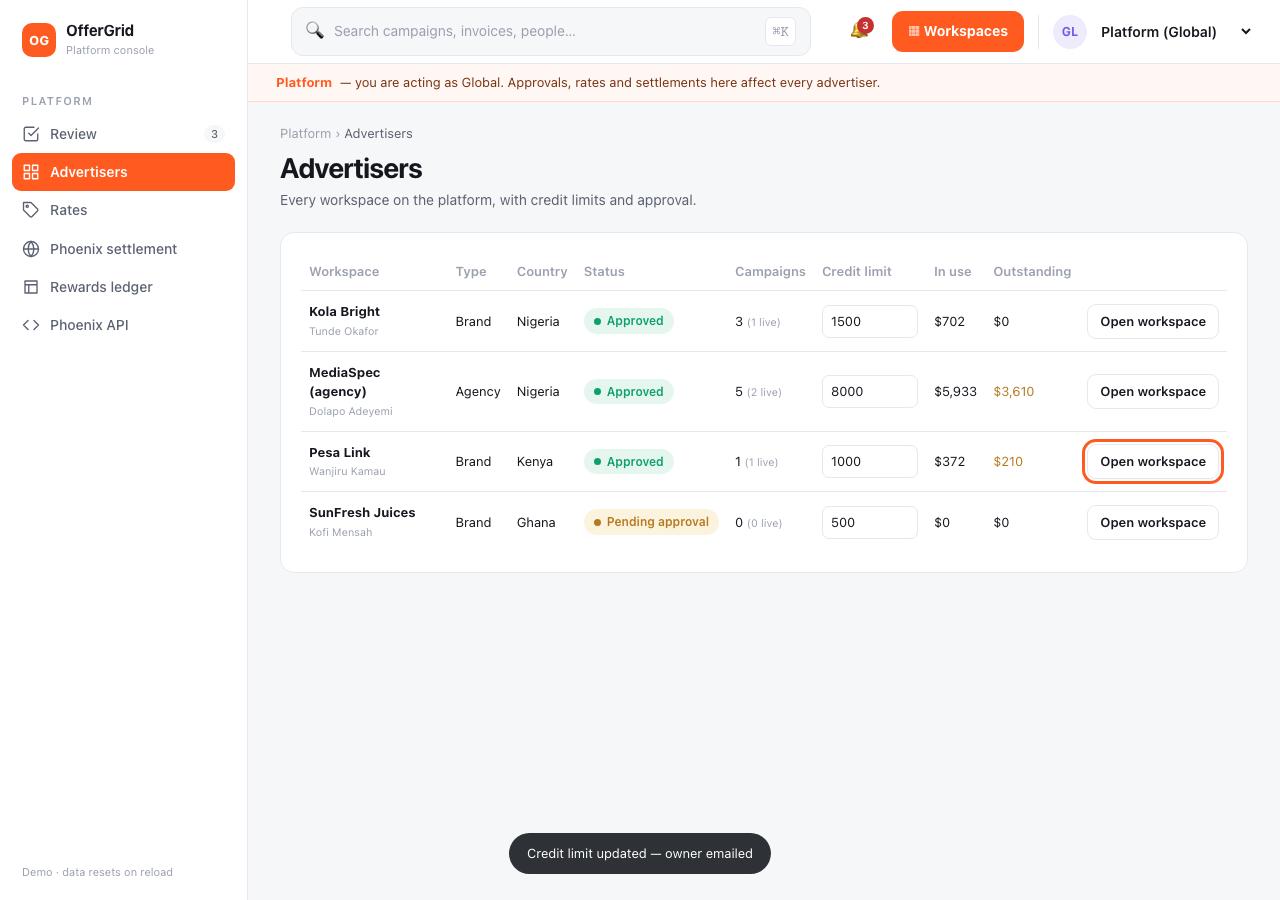 OG
OfferGrid
Platform console
Search campaigns, invoices, people...
⌘K
3
Workspaces
GL
Platform (Global)
Platform — you are acting as Global. Approvals, rates and settlements here affect every advertiser.
PLATFORM
Review 3
Advertisers
Rates
Phoenix settlement
Rewards ledger
Phoenix API
Platform › Advertisers
Advertisers
Every workspace on the platform, with credit limits and approval.
Workspace Type Country Status Campaigns Credit limit In use Outstanding
Kola Bright
Tunde Okafor
Brand Nigeria Approved 3 (1 live) 1500 $702 $0 Open workspace
MediaSpec
(agency)
Dolapo Adeyemi
Agency Nigeria Approved 5 (2 live) 8000 $5,933 $3,610 Open workspace
Pesa Link
Wanjiru Kamau
Brand Kenya Approved 1 (1 live) 1000 $372 $210 Open workspace
SunFresh Juices
Kofi Mensah
Brand Ghana Pending approval 0 (0 live) 500 $0 $0 Open workspace
Credit limit updated — owner emailed
Demo · data resets on reload